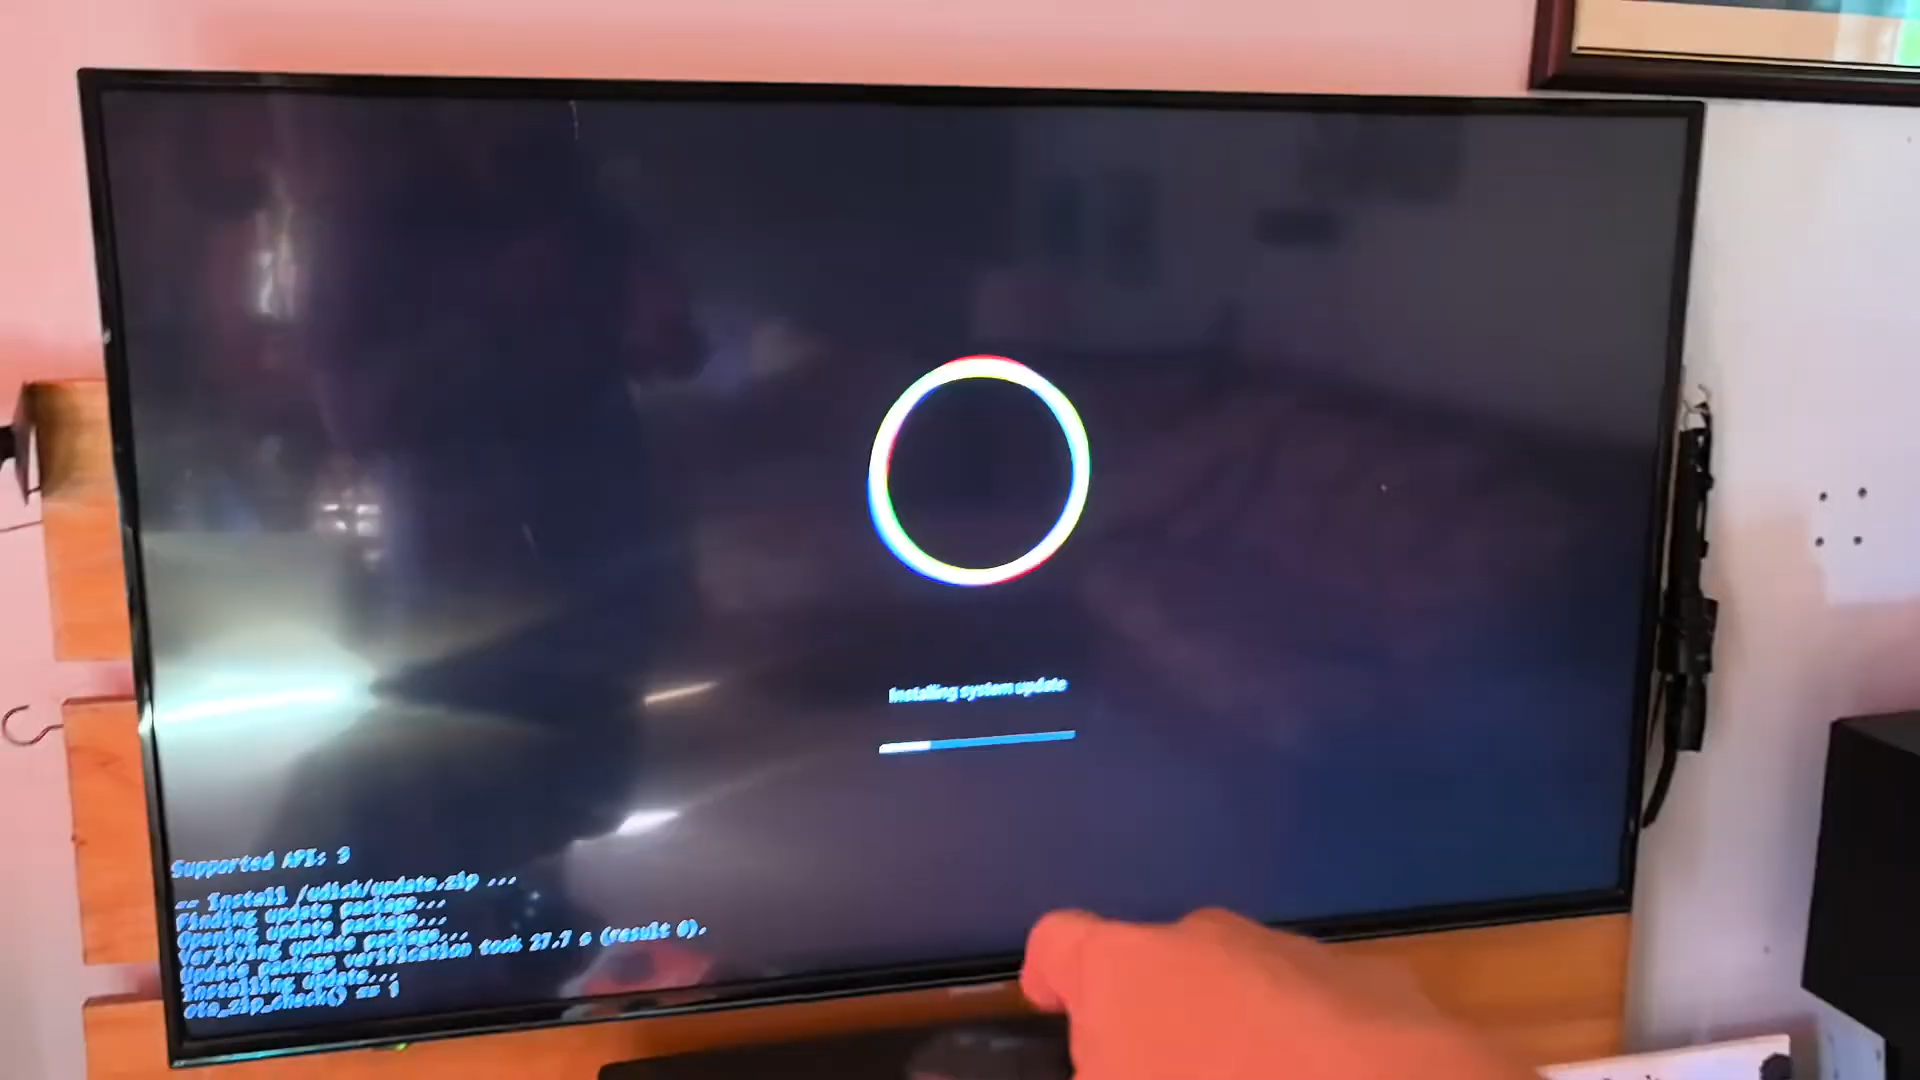 Installing system update
Supported API: 3
-- Install /udisk/update.zip ...
Finding update package...
Opening update package...
Verifying update package...
Update package verification took 27.7 s (result 0).
Installing update...
ota_zip_check() == 1